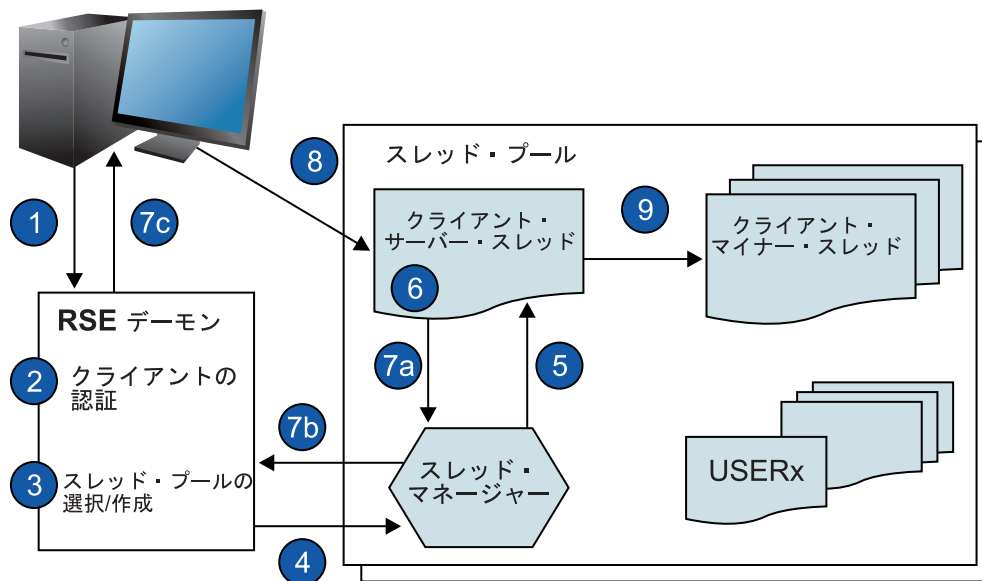 8
スレッド・プール
1
7c
クライアント・
サーバー・スレッド
9
クライアント・
マイナー・スレッド
6
RSE デーモン
2
クライアントの
認証
7a
5
7b
3
スレッド・プールの
選択/作成
スレッド・
マネージャー
USERx
4